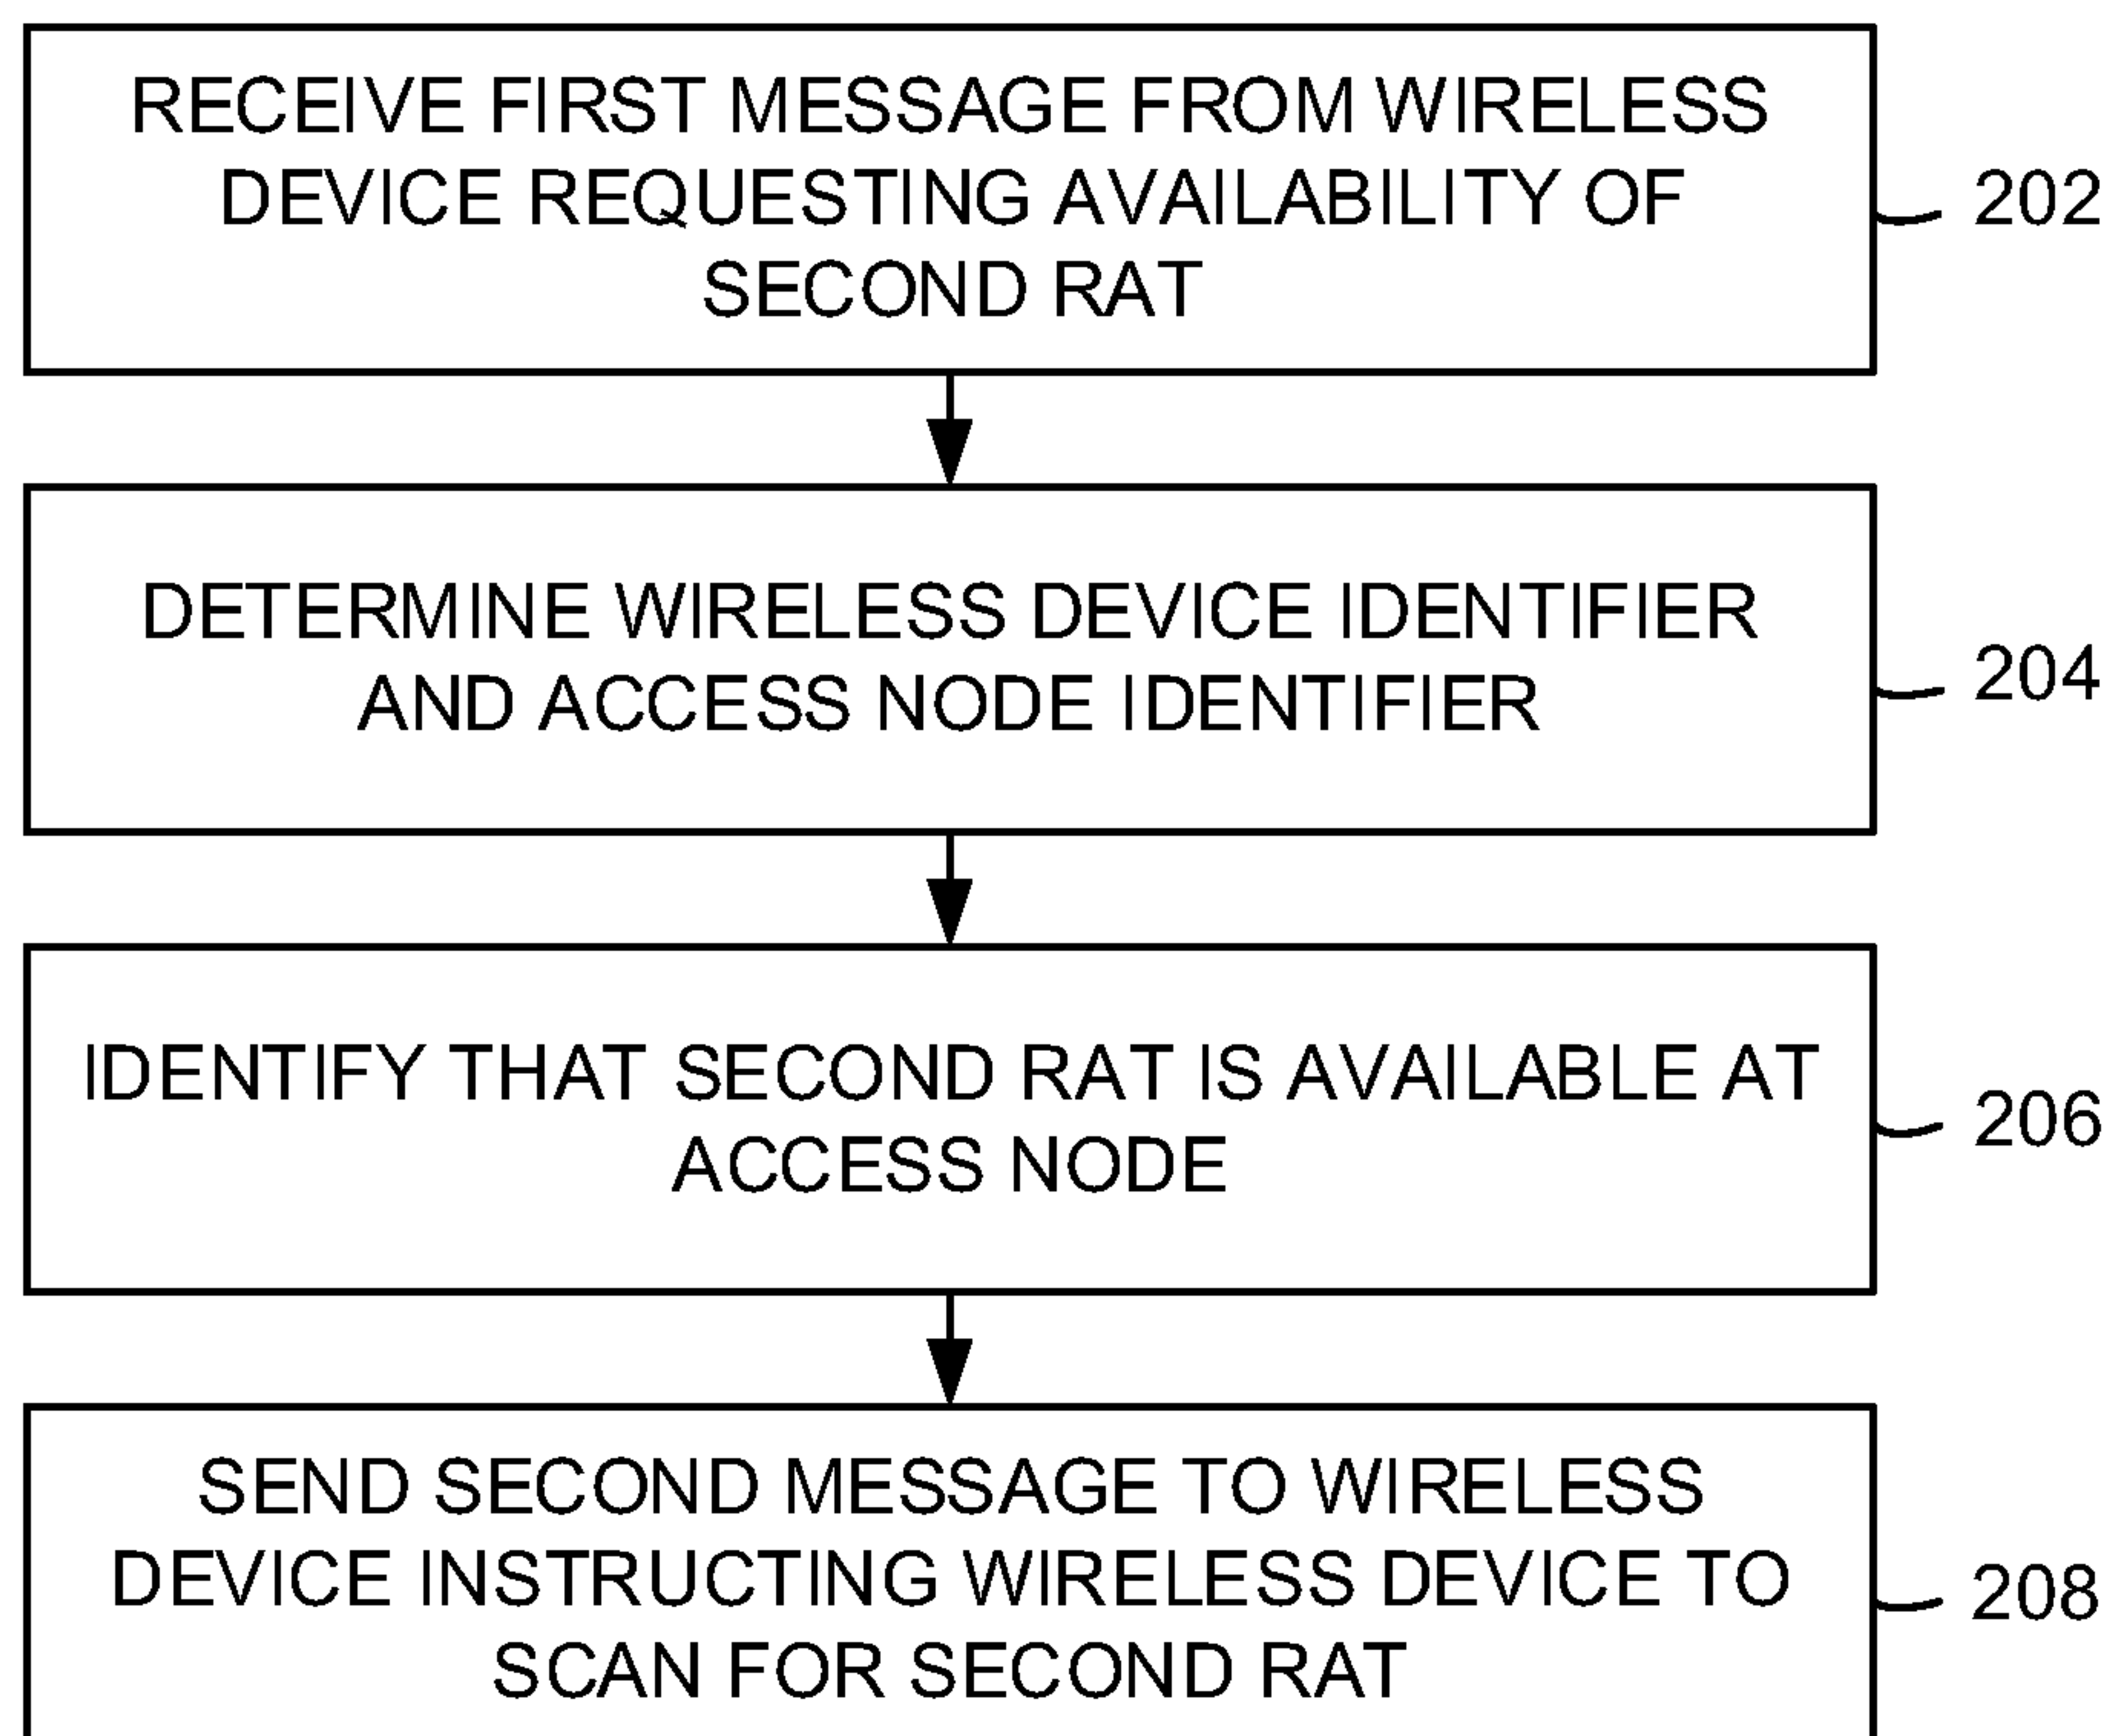 RECEIVE FIRST MESSAGE FROM WIRELESS
DEVICE REQUESTING AVAILABILITY OF
SECOND RAT
202
DETERMINE WIRELESS DEVICE IDENTIFIER
AND ACCESS NODE IDENTIFIER
204
IDENTIFY THAT SECOND RAT IS AVAILABLE AT
ACCESS NODE
206
SEND SECOND MESSAGE TO WIRELESS
DEVICE INSTRUCTING WIRELESS DEVICE TO
SCAN FOR SECOND RAT
208